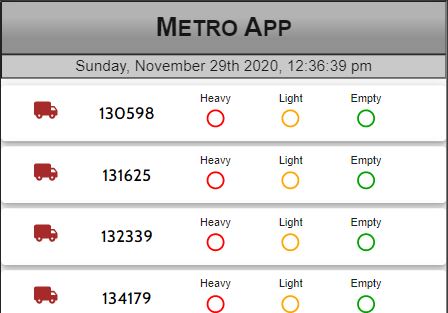 METRO APP
Sunday, November 29th 2020, 12:36:39 pm
Heavy Light Empty
130598
Heavy Light Empty
131625
Heavy Light Empty
132339
Heavy Light Empty
134179